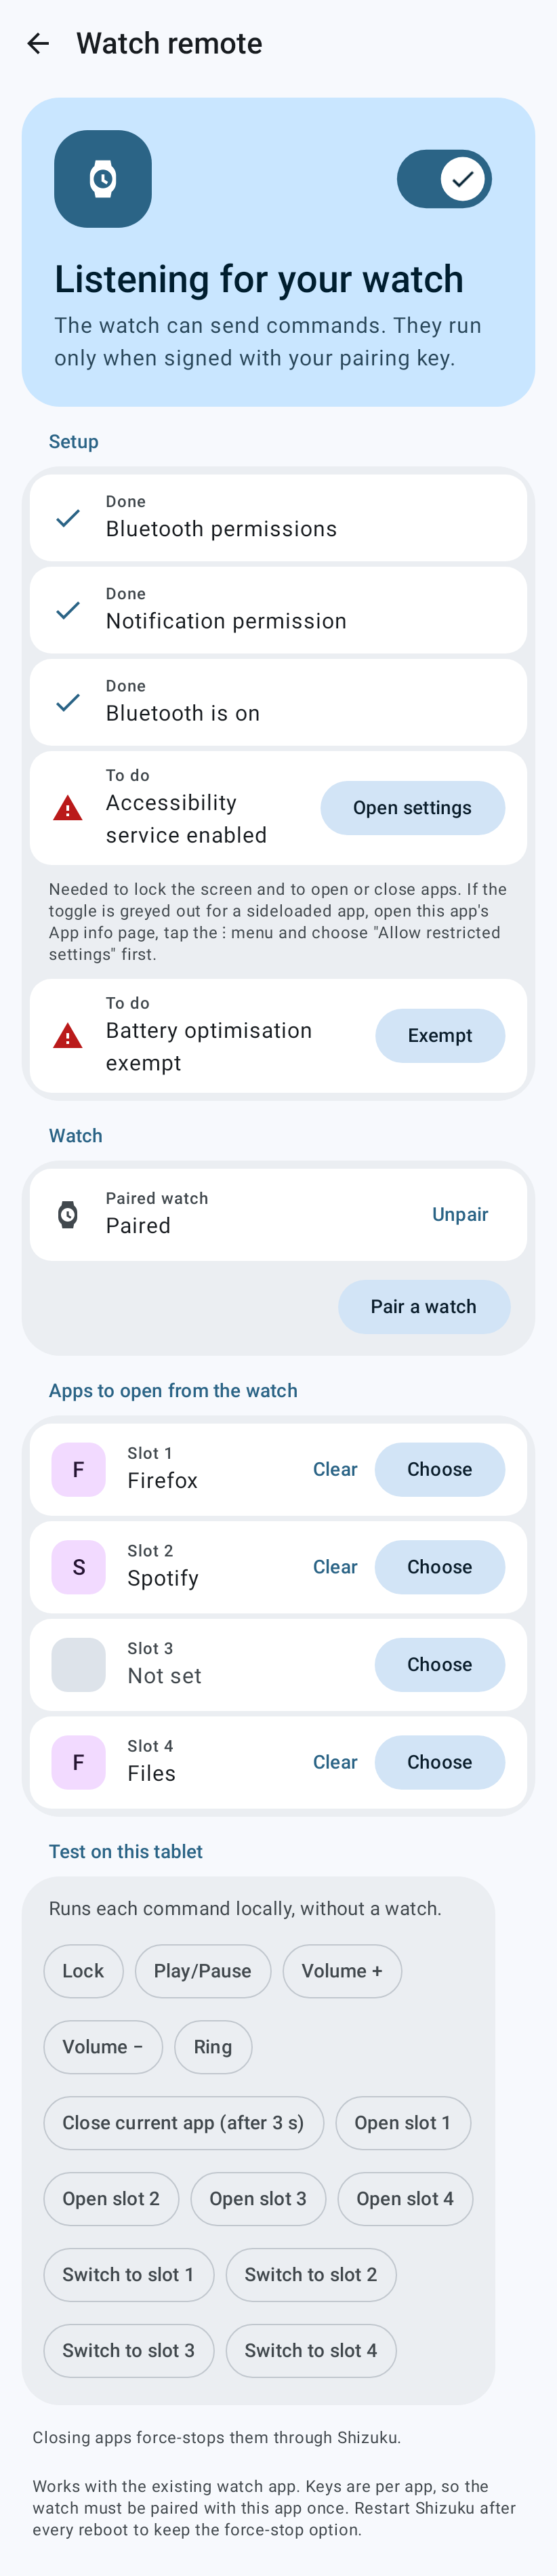 Watch remote
Listening for your watch
The watch can send commands. They run
only when signed with your pairing key.
Setup
Done
Bluetooth permissions
Done
Notification permission
Done
Bluetooth is on
To do
Accessibility
service enabled
Open settings
Needed to lock the screen and to open or close apps. If the
toggle is greyed out for a sideloaded app, open this app's
App info page, tap the ⋮ menu and choose "Allow restricted
settings" first.
To do
Battery optimisation
exempt
Exempt
Watch
Paired watch
Paired
Unpair
Pair a watch
Apps to open from the watch
F
Slot 1
Firefox
Clear
Choose
S
Slot 2
Spotify
Clear
Choose
Slot 3
Not set
Choose
F
Slot 4
Files
Clear
Choose
Test on this tablet
Runs each command locally, without a watch.
Lock
Play/Pause
Volume +
Volume −
Ring
Close current app (after 3 s)
Open slot 1
Open slot 2
Open slot 3
Open slot 4
Switch to slot 1
Switch to slot 2
Switch to slot 3
Switch to slot 4
Closing apps force-stops them through Shizuku.
Works with the existing watch app. Keys are per app, so the
watch must be paired with this app once. Restart Shizuku after
every reboot to keep the force-stop option.